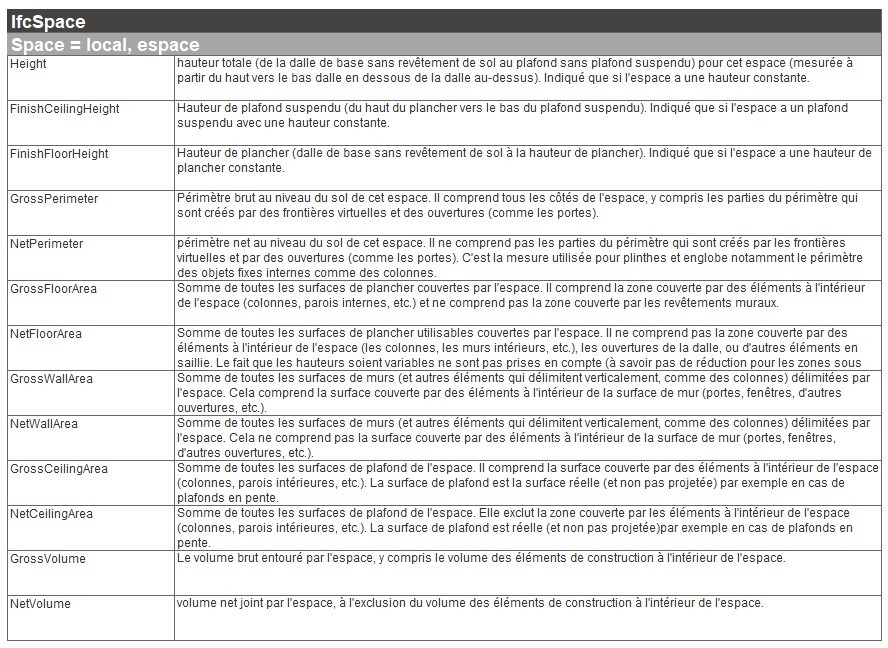 IfcSpace
Space = local, espace
Height
hauteur totale (de la dalle de base sans revêtement de sol au plafond sans plafond suspendu) pour cet espace (mesurée à
partir du haut vers le bas dalle en dessous de la dalle au-dessus). Indiqué que si l'espace a une hauteur constante.
FinishCeilingHeight
Hauteur de plafond suspendu (du haut du plancher vers le bas du plafond suspendu). Indiqué que si l'espace a un plafond
suspendu avec une hauteur constante.
FinishFloorHeight
Hauteur de plancher (dalle de base sans revêtement de sol à la hauteur de plancher). Indiqué que si l'espace a une hauteur de
plancher constante.
GrossPerimeter
Périmètre brut au niveau du sol de cet espace. Il comprend tous les côtés de l'espace, y compris les parties du périmètre qui
sont créés par des frontières virtuelles et des ouvertures (comme les portes).
NetPerimeter
périmètre net au niveau du sol de cet espace. Il ne comprend pas les parties du périmètre qui sont créés par les frontières
virtuelles et par des ouvertures (comme les portes). C'est la mesure utilisée pour plinthes et englobe notamment le périmètre
des objets fixes internes comme des colonnes.
GrossFloorArea
Somme de toutes les surfaces de plancher couvertes par l'espace. Il comprend la zone couverte par des éléments à l'intérieur
de l'espace (colonnes, parois internes, etc.) et ne comprend pas la zone couverte par les revêtements muraux.
NetFloorArea
Somme de toutes les surfaces de plancher utilisables couvertes par l'espace. Il ne comprend pas la zone couverte par des
éléments à l'intérieur de l'espace (les colonnes, les murs intérieurs, etc.), les ouvertures de la dalle, ou d'autres éléments en
saillie. Le fait que les hauteurs soient variables ne sont pas prises en compte (à savoir pas de réduction pour les zones sous
GrossWallArea
Somme de toutes les surfaces de murs (et autres éléments qui délimitent verticalement, comme des colonnes) délimitées par
l'espace. Cela comprend la surface couverte par des éléments à l'intérieur de la surface de mur (portes, fenêtres, d'autres
ouvertures, etc.).
NetWallArea
Somme de toutes les surfaces de murs (et autres éléments qui délimitent verticalement, comme des colonnes) délimitées par
l'espace. Cela ne comprend pas la surface couverte par des éléments à l'intérieur de la surface de mur (portes, fenêtres,
d'autres ouvertures, etc.).
GrossCeilingArea
Somme de toutes les surfaces de plafond de l'espace. Il comprend la surface couverte par des éléments à l'intérieur de l'espace
(colonnes, parois intérieures, etc.). La surface de plafond est la surface réelle (et non pas projetée) par exemple en cas de
plafonds en pente.
NetCeilingArea
Somme de toutes les surfaces de plafond de l'espace. Elle exclut la zone couverte par les éléments à l'intérieur de l'espace
(colonnes, parois intérieures, etc.). La surface de plafond est réelle (et non pas projetée)par exemple en cas de plafonds en
pente.
GrossVolume
Le volume brut entouré par l'espace, y compris le volume des éléments de construction à l'intérieur de l'espace.
NetVolume
volume net joint par l'espace, à l'exclusion du volume des éléments de construction à l'intérieur de l'espace.